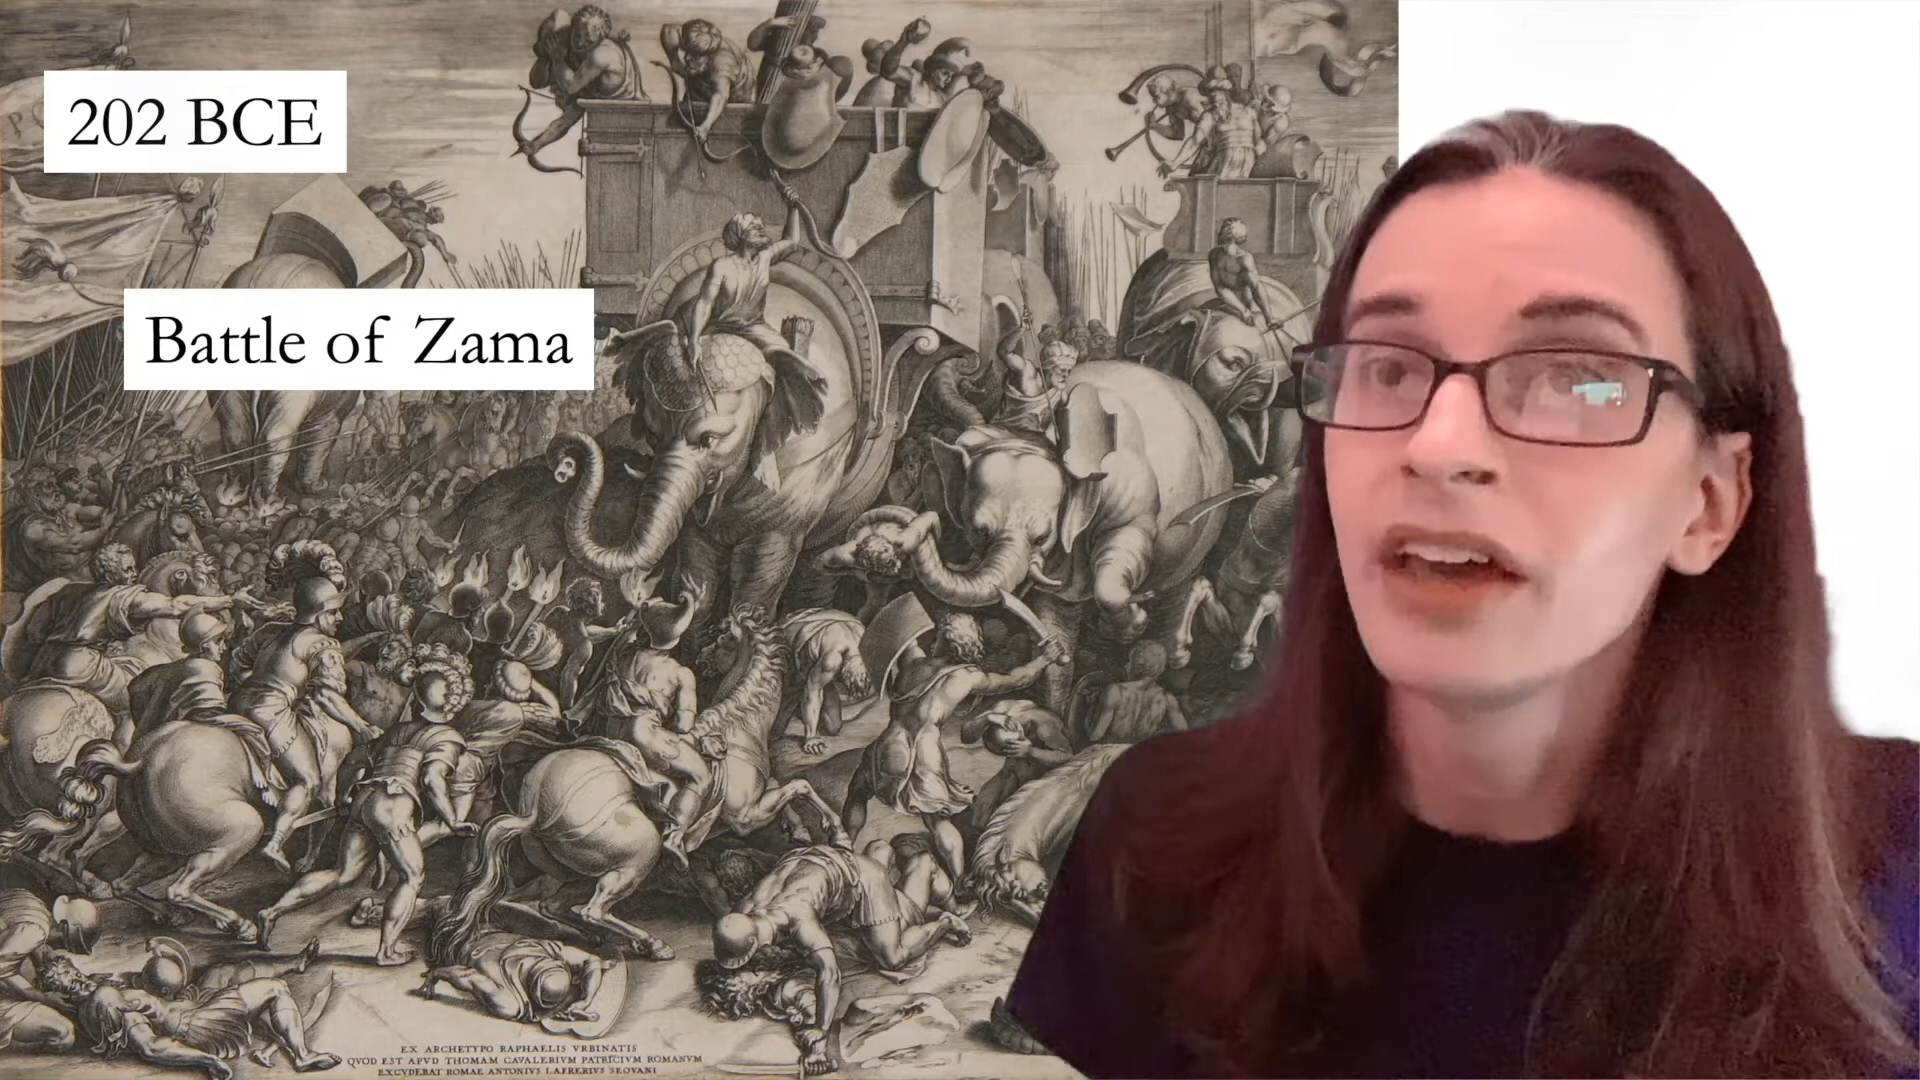 202 BCE
Battle of Zama
EX ARCHETYPO RAPHAELIS VRBINATIS
QVOD EST APVD THOMAM CAVALERIVM PATRICIVM ROMANVM
EXCVDEBAT ROMAE ANTONIVS LAFRERIVS SEQVANI